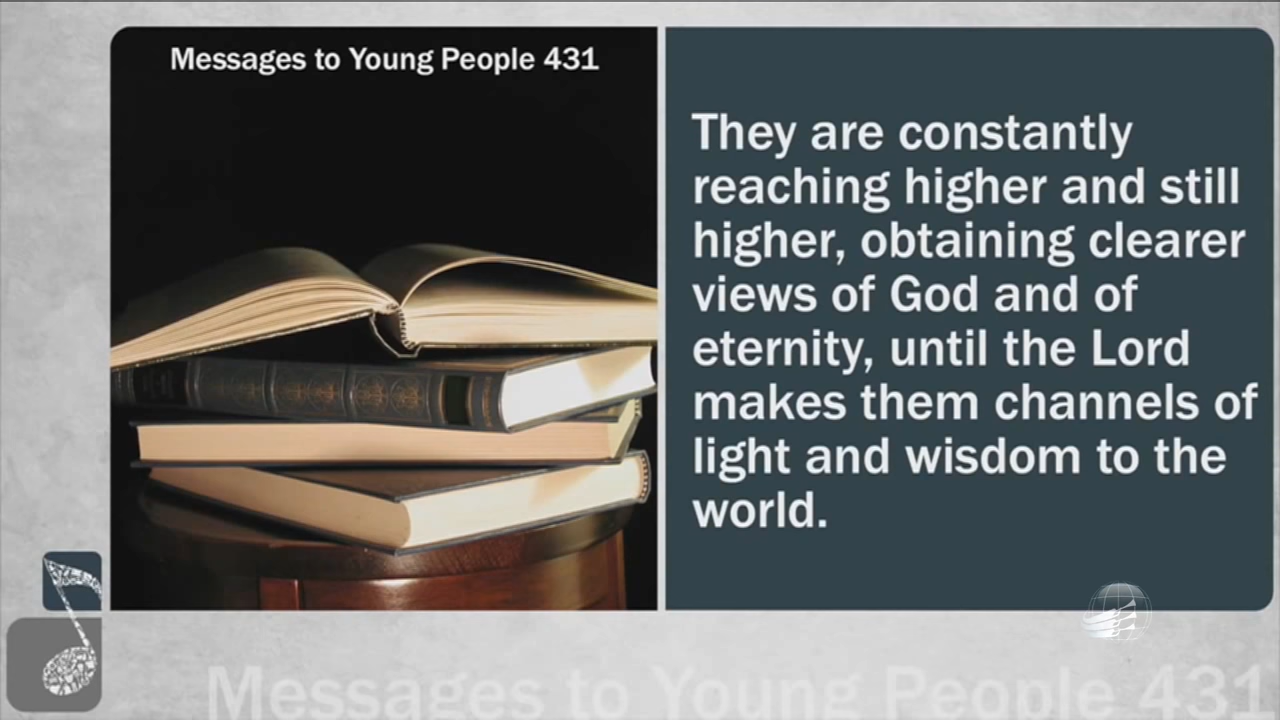 Messages to Young People 431
They are constantly
reaching higher and still
higher, obtaining clearer
views of God and of
eternity, until the Lord
makes them channels of
light and wisdom to the
world.
Messages to Young People 431